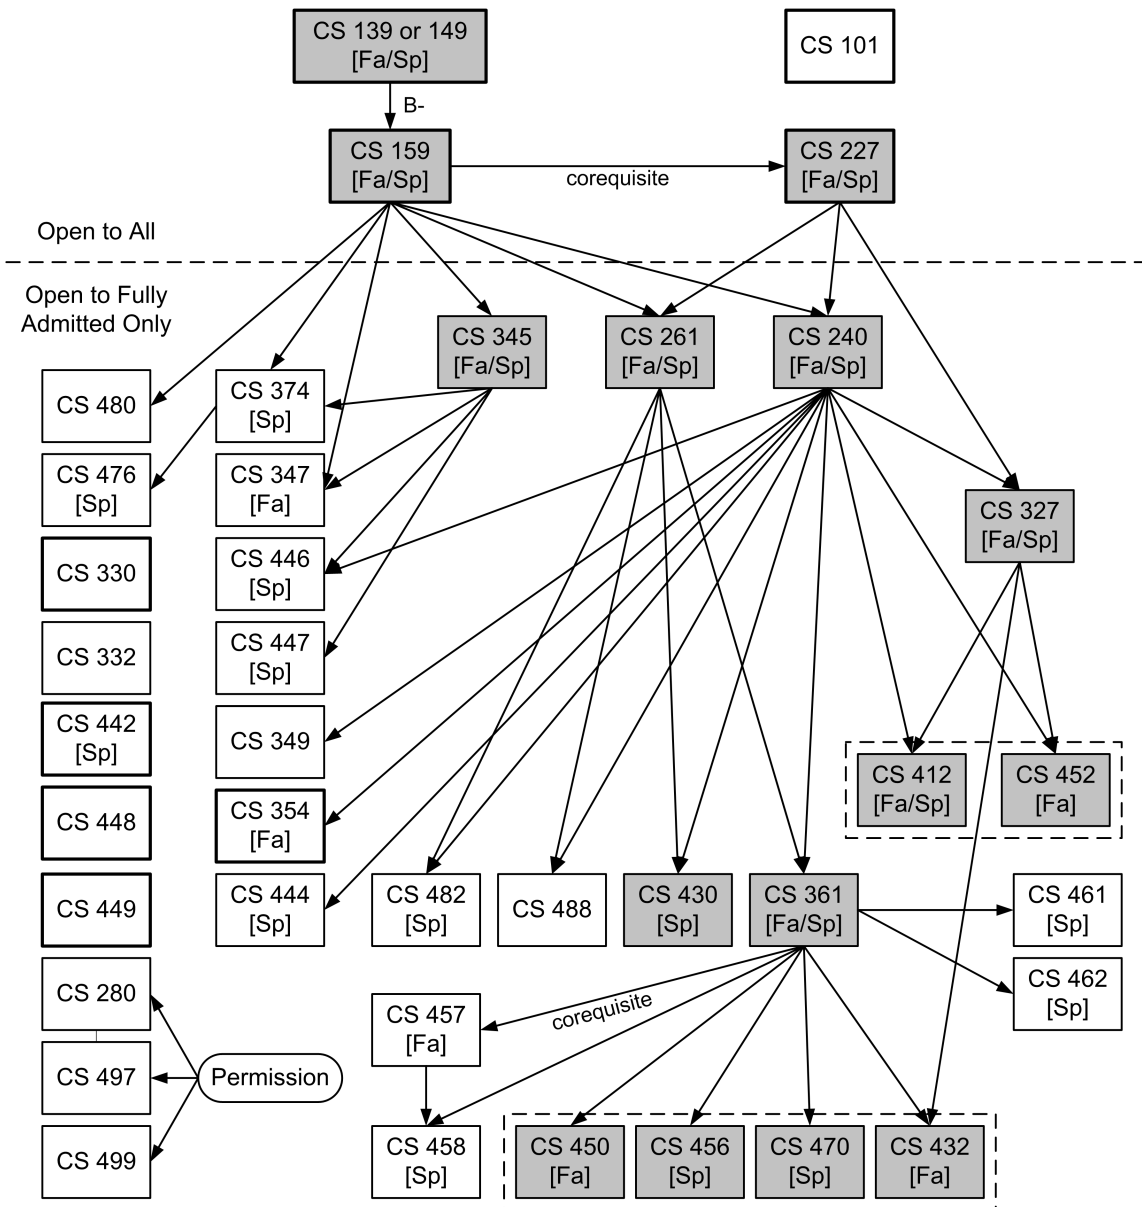 CS 139 or 149
[Fa/Sp]
CS 101
B-
CS 159
[Fa/Sp]
corequisite
CS 227
[Fa/Sp]
Open to All
Open to Fully
Admitted Only
CS 345
[Fa/Sp]
CS 261
[Fa/Sp]
CS 240
[Fa/Sp]
CS 480
CS 374
[Sp]
CS 476
[Sp]
CS 347
[Fa]
CS 327
[Fa/Sp]
CS 330
CS 446
[Sp]
CS 332
CS 447
[Sp]
CS 442
[Sp]
CS 349
CS 412
[Fa/Sp]
CS 452
[Fa]
CS 448
CS 354
[Fa]
CS 449
CS 444
[Sp]
CS 482
[Sp]
CS 488
CS 430
[Sp]
CS 361
[Fa/Sp]
CS 461
[Sp]
CS 280
CS 462
[Sp]
CS 457
[Fa]
corequisite
CS 497
Permission
CS 499
CS 458
[Sp]
CS 450
[Fa]
CS 456
[Sp]
CS 470
[Sp]
CS 432
[Fa]